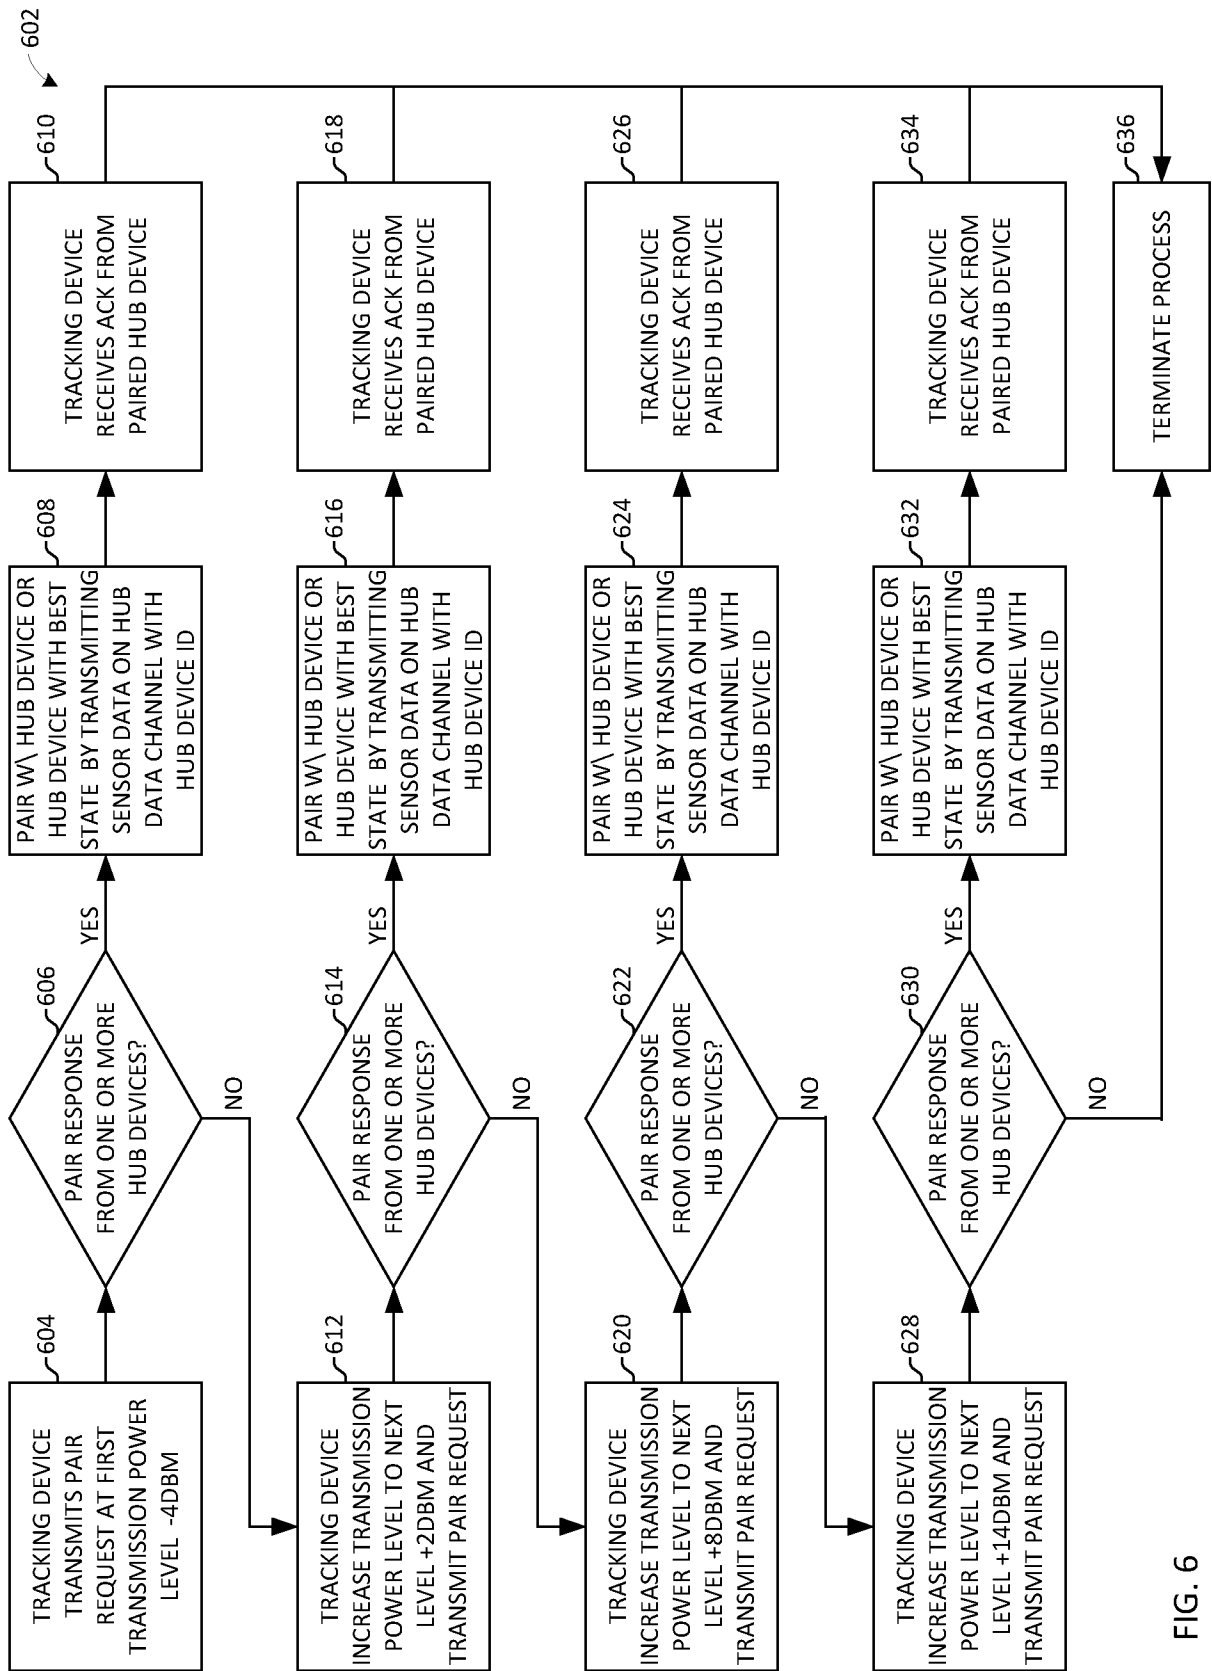 602
604
TRACKING DEVICE
TRANSMITS PAIR
REQUEST AT FIRST
TRANSMISSION POWER
LEVEL -4DBM
606
PAIR RESPONSE
FROM ONE OR MORE
HUB DEVICES?
YES
NO
608
PAIR W\ HUB DEVICE OR
HUB DEVICE WITH BEST
STATE BY TRANSMITTING
SENSOR DATA ON HUB
DATA CHANNEL WITH
HUB DEVICE ID
610
TRACKING DEVICE
RECEIVES ACK FROM
PAIRED HUB DEVICE
612
TRACKING DEVICE
INCREASE TRANSMISSION
POWER LEVEL TO NEXT
LEVEL +2DBM AND
TRANSMIT PAIR REQUEST
614
PAIR RESPONSE
FROM ONE OR MORE
HUB DEVICES?
YES
NO
616
PAIR W\ HUB DEVICE OR
HUB DEVICE WITH BEST
STATE BY TRANSMITTING
SENSOR DATA ON HUB
DATA CHANNEL WITH
HUB DEVICE ID
618
TRACKING DEVICE
RECEIVES ACK FROM
PAIRED HUB DEVICE
620
TRACKING DEVICE
INCREASE TRANSMISSION
POWER LEVEL TO NEXT
LEVEL +8DBM AND
TRANSMIT PAIR REQUEST
622
PAIR RESPONSE
FROM ONE OR MORE
HUB DEVICES?
YES
NO
624
PAIR W\ HUB DEVICE OR
HUB DEVICE WITH BEST
STATE BY TRANSMITTING
SENSOR DATA ON HUB
DATA CHANNEL WITH
HUB DEVICE ID
626
TRACKING DEVICE
RECEIVES ACK FROM
PAIRED HUB DEVICE
628
TRACKING DEVICE
INCREASE TRANSMISSION
POWER LEVEL TO NEXT
LEVEL +14DBM AND
TRANSMIT PAIR REQUEST
630
PAIR RESPONSE
FROM ONE OR MORE
HUB DEVICES?
YES
NO
632
PAIR W\ HUB DEVICE OR
HUB DEVICE WITH BEST
STATE BY TRANSMITTING
SENSOR DATA ON HUB
DATA CHANNEL WITH
HUB DEVICE ID
634
TRACKING DEVICE
RECEIVES ACK FROM
PAIRED HUB DEVICE
636
TERMINATE PROCESS
FIG. 6